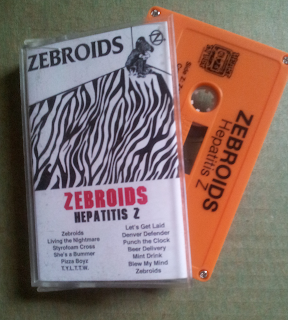 ZEBROIDS
ZEBROIDS
HEPATITIS Z
Zebroids
Living the Nightmare
Styrofoam Cross
She's a Bummer
Pizza Boyz
T.Y.L.T.T.W.
Let's Get Laid
Denver Defender
Punch the Clock
Beer Delivery
Mint Drink
Blew My Mind
Zebroids
ZEBROIDS
Hepatitis Z
Side